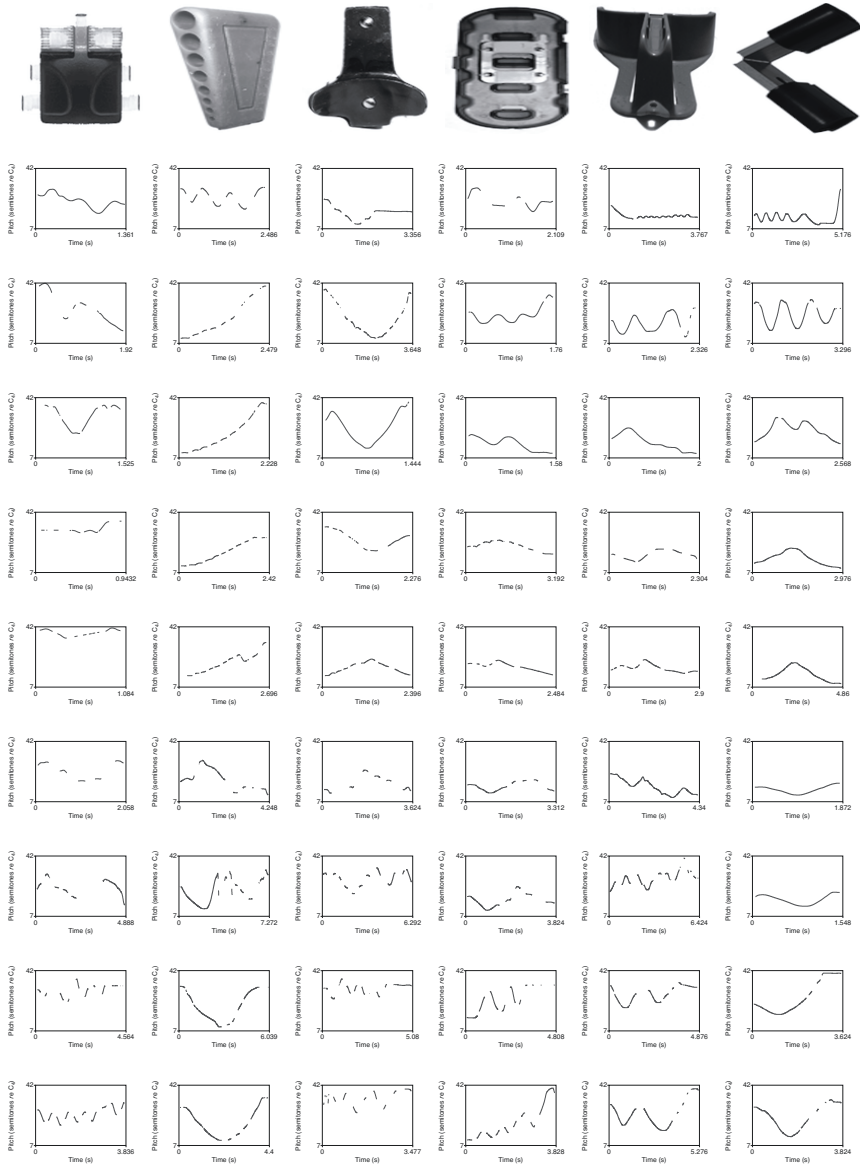 42 42 42 42 42 42
Pitch (semitones re C4) Pitch (semitones re C4) Pitch (semitones re C4) Pitch (semitones re C4) Pitch (semitones re C4) Pitch (semitones re C4)
7 7 7 7 7 7
0 1.361 0 2.486 0 3.356 0 2.109 0 3.767 0 5.176
Time (s) Time (s) Time (s) Time (s) Time (s) Time (s)
42 42 42 42 42 42
Pitch (semitones re C4) Pitch (semitones re C4) Pitch (semitones re C4) Pitch (semitones re C4) Pitch (semitones re C4) Pitch (semitones re C4)
7 7 7 7 7 7
0 1.92 0 2.479 0 3.648 0 1.76 0 2.326 0 3.296
Time (s) Time (s) Time (s) Time (s) Time (s) Time (s)
42 42 42 42 42 42
Pitch (semitones re C4) Pitch (semitones re C4) Pitch (semitones re C4) Pitch (semitones re C4) Pitch (semitones re C4) Pitch (semitones re C4)
7 7 7 7 7 7
0 1.525 0 2.228 0 1.444 0 1.58 0 2 0 2.568
Time (s) Time (s) Time (s) Time (s) Time (s) Time (s)
42 42 42 42 42 42
Pitch (semitones re C4) Pitch (semitones re C4) Pitch (semitones re C4) Pitch (semitones re C4) Pitch (semitones re C4) Pitch (semitones re C4)
7 7 7 7 7 7
0 0.9432 0 2.42 0 2.276 0 3.192 0 2.304 0 2.976
Time (s) Time (s) Time (s) Time (s) Time (s) Time (s)
42 42 42 42 42 42
Pitch (semitones re C4) Pitch (semitones re C4) Pitch (semitones re C4) Pitch (semitones re C4) Pitch (semitones re C4) Pitch (semitones re C4)
7 7 7 7 7 7
0 1.084 0 2.696 0 2.396 0 2.484 0 2.9 0 4.86
Time (s) Time (s) Time (s) Time (s) Time (s) Time (s)
42 42 42 42 42 42
Pitch (semitones re C4) Pitch (semitones re C4) Pitch (semitones re C4) Pitch (semitones re C4) Pitch (semitones re C4) Pitch (semitones re C4)
7 7 7 7 7 7
0 2.058 0 4.248 0 3.624 0 3.312 0 4.34 0 1.872
Time (s) Time (s) Time (s) Time (s) Time (s) Time (s)
42 42 42 42 42 42
Pitch (semitones re C4) Pitch (semitones re C4) Pitch (semitones re C4) Pitch (semitones re C4) Pitch (semitones re C4) Pitch (semitones re C4)
7 7 7 7 7 7
0 4.888 0 7.272 0 6.292 0 3.824 0 6.424 0 1.548
Time (s) Time (s) Time (s) Time (s) Time (s) Time (s)
42 42 42 42 42 42
Pitch (semitones re C4) Pitch (semitones re C4) Pitch (semitones re C4) Pitch (semitones re C4) Pitch (semitones re C4) Pitch (semitones re C4)
7 7 7 7 7 7
0 4.564 0 6.039 0 5.08 0 4.808 0 4.876 0 3.624
Time (s) Time (s) Time (s) Time (s) Time (s) Time (s)
42 42 42 42 42 42
Pitch (semitones re C4) Pitch (semitones re C4) Pitch (semitones re C4) Pitch (semitones re C4) Pitch (semitones re C4) Pitch (semitones re C4)
7 7 7 7 7 7
0 3.836 0 4.4 0 3.477 0 3.828 0 5.276 0 3.824
Time (s) Time (s) Time (s) Time (s) Time (s) Time (s)